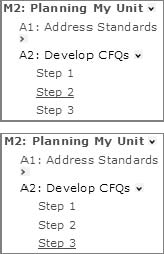 M2: Planning My Unit
A1: Address Standards
A2: Develop CFQs
Step 1
Step 2
Step 3
M2: Planning My Unit
A1: Address Standards
A2: Develop CFQs
Step 1
Step 2
Step 3